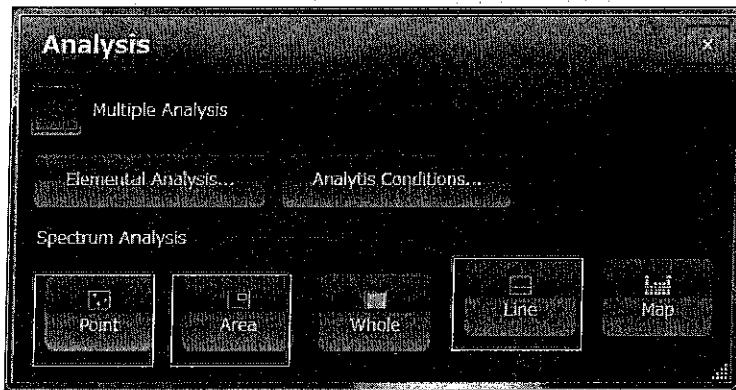 Analysis
Multiple Analysis
Elemental Analysis... Analytis Conditions...
Spectrum Analysis
Point Area Whole Line Map